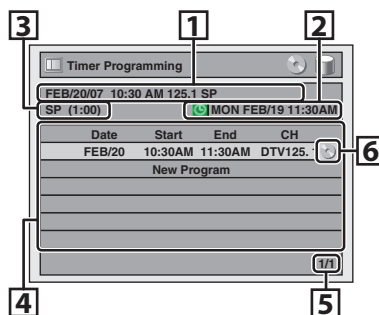 3
1
2
Timer Programming
FEB/20/07 10:30 AM 125.1 SP
SP (1:00) MON FEB/19 11:30AM
Date Start End CH
FEB/20 10:30AM 11:30AM DTV125. 1
6
New Program
1/1
4
5